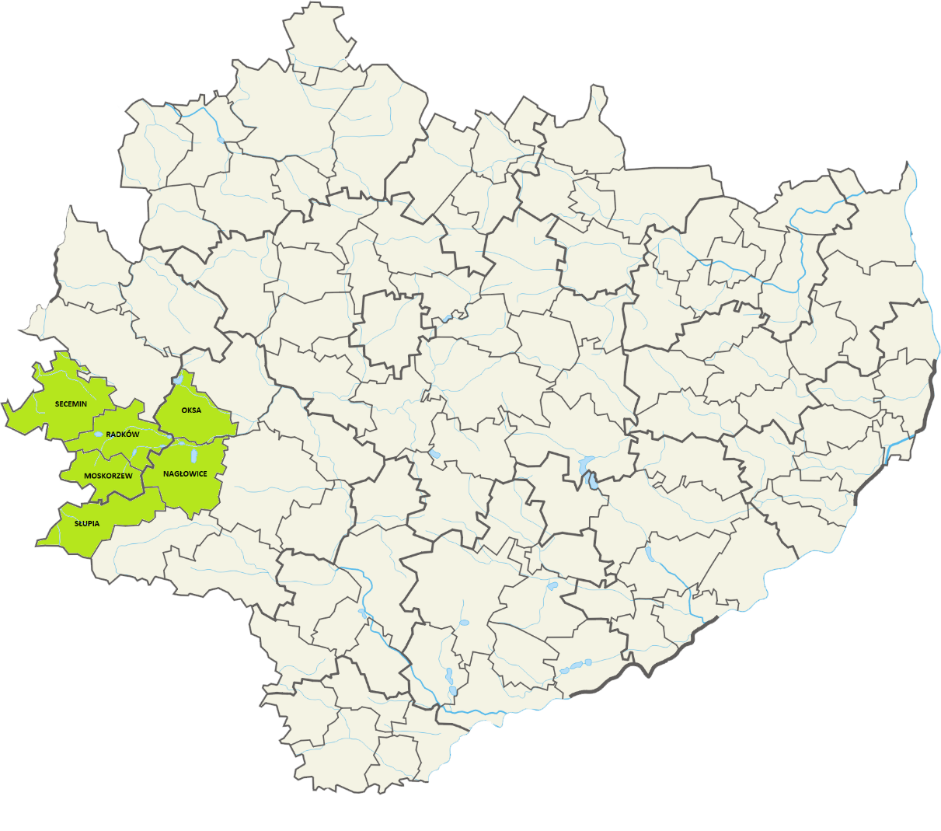 SECEMIN
OKSA
RADKÓW
MOSKORZEW
NAGŁOWICE
SŁUPIA